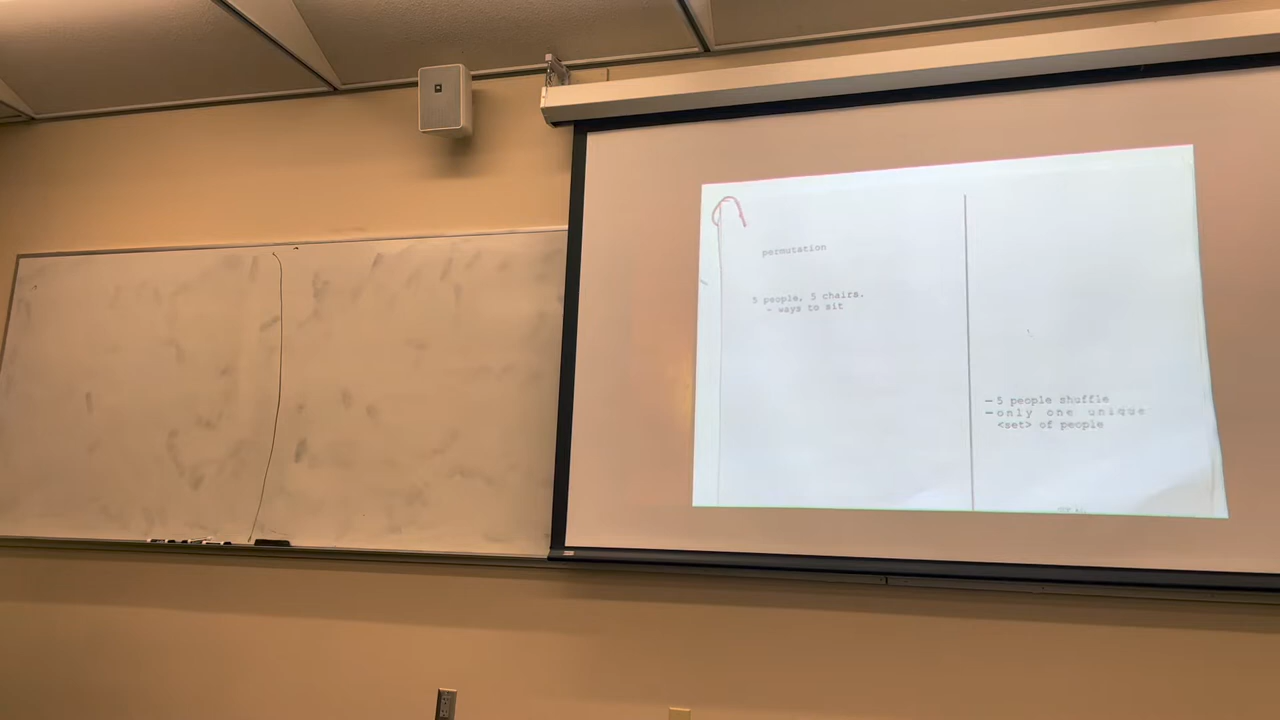 permutation
5 people, 5 chairs.
- ways to sit
- 5 people shuffle
- only one unique
<set> of people